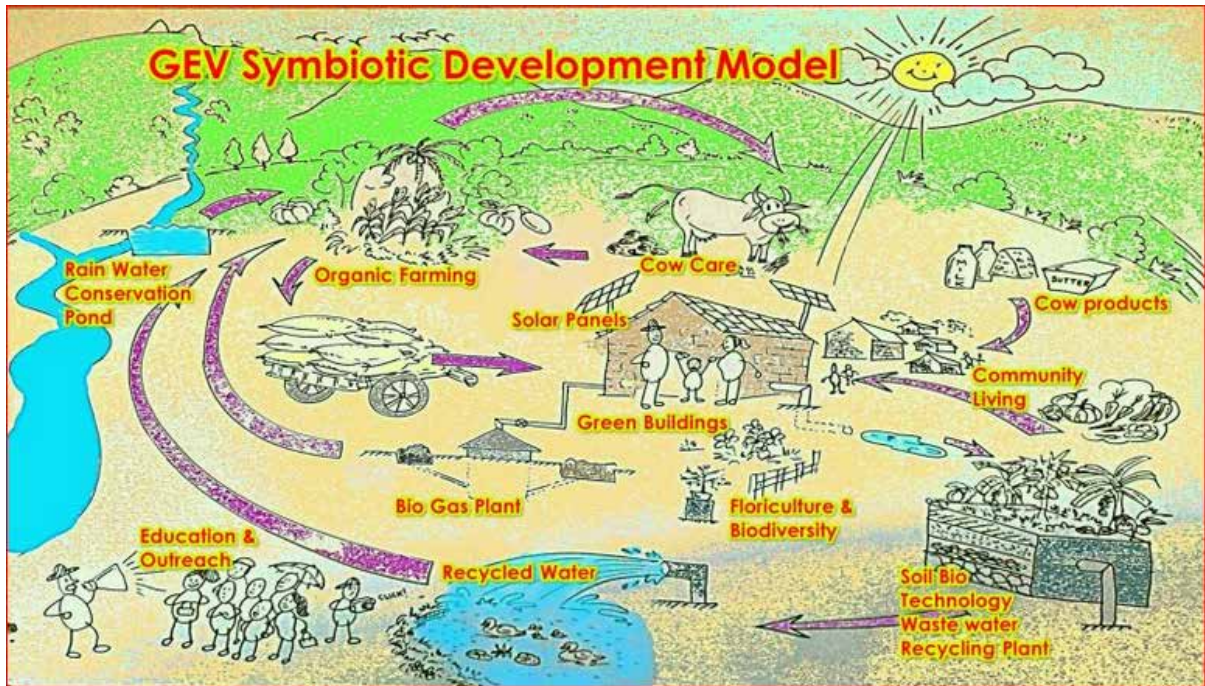 GEV Symbiotic Development Model
Rain Water
Conservation
Pond
Organic Farming
Cow Care
MILK
BUTTER
Cow products
Solar Panels
Community
Living
Green Buildings
Bio Gas Plant
Floriculture &
Biodiversity
Education &
Outreach
CLICK!
Recycled Water
Soil Bio
Technology
Waste water
Recycling Plant